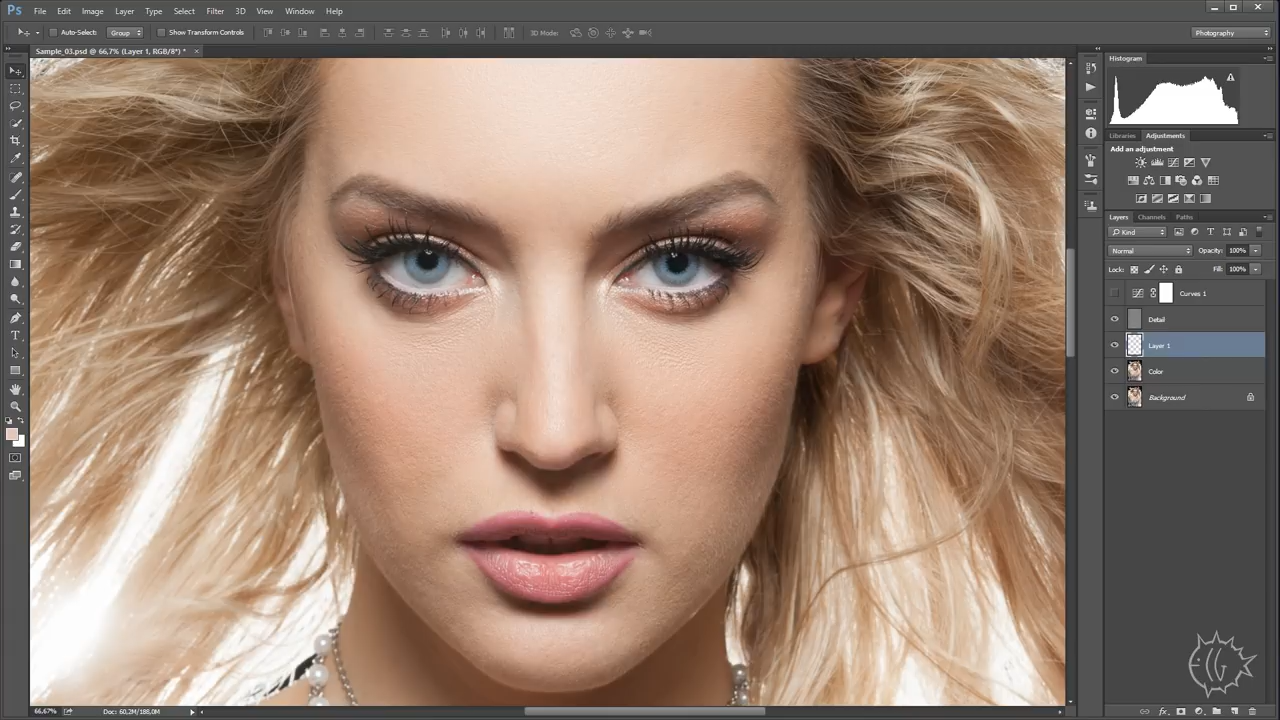 Ps File Edit Image Layer Type Select Filter 3D View Window Help
Auto-Select: Group Show Transform Controls 3D Mode: Photography
Sample_03.psd @ 66,7% (Layer 1, RGB/8*) * ×
Histogram
Libraries Adjustments
Add an adjustment
Layers Channels Paths
Kind
Normal Opacity: 100%
Lock: Fill: 100%
Curves 1
Detail
Layer 1
Color
Background
66.67% Doc: 60,2M/188,0M
fx